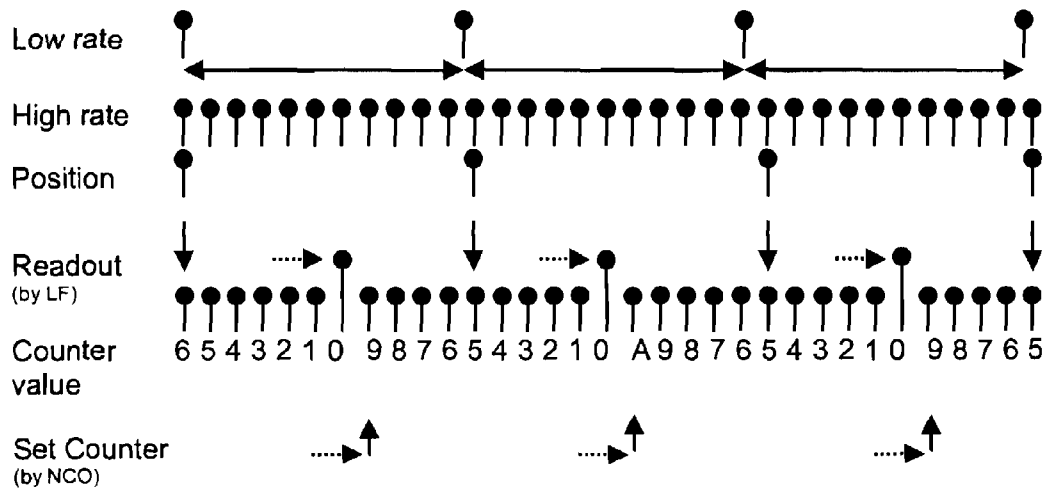 Low rate
High rate
Position
Readout
(by LF)
Counter 6 5 4 3 2 1 0 9 8 7 6 5 4 3 2 1 0 A 9 8 7 6 5 4 3 2 1 0 9 8 7 6 5
value
Set Counter
(by NCO)